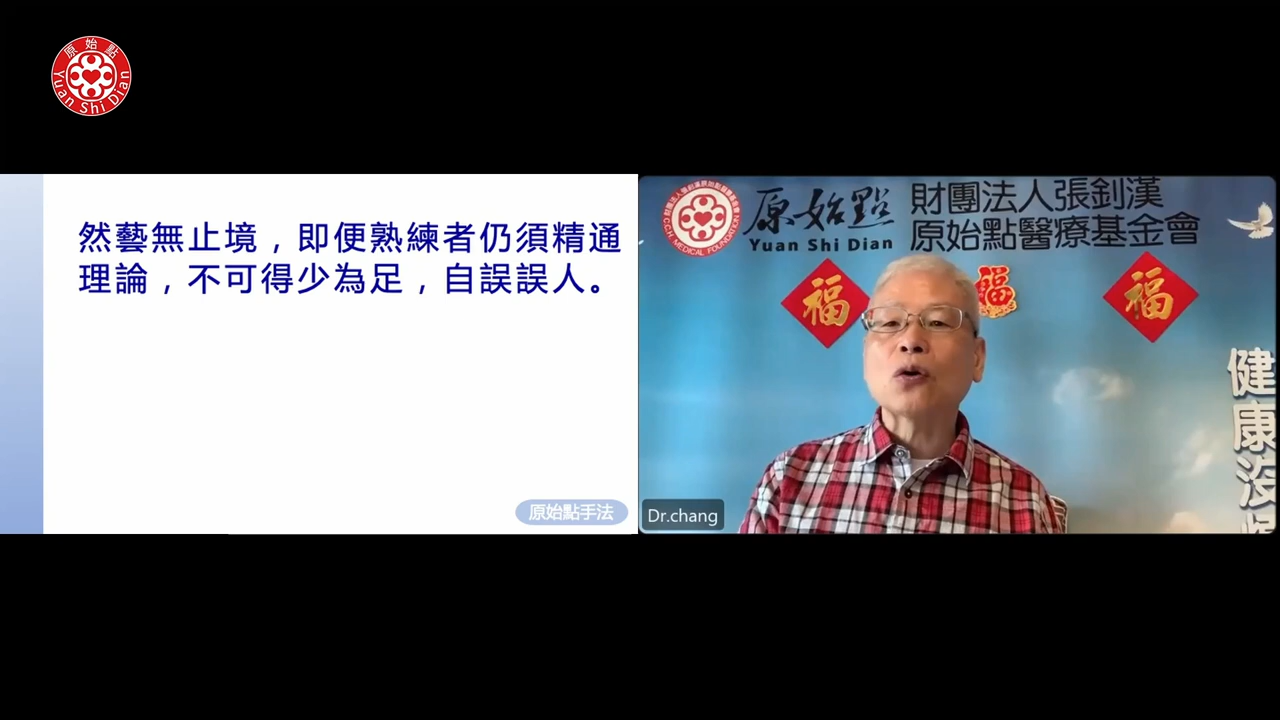 原始點
Yuan Shi Dian
然藝無止境，即便熟練者仍須精通
理論，不可得少為足，自誤誤人。
原始點手法
原始點
Yuan Shi Dian
財團法人張釗漢
原始點醫療基金會
福
福
福
健康沒
Dr.chang